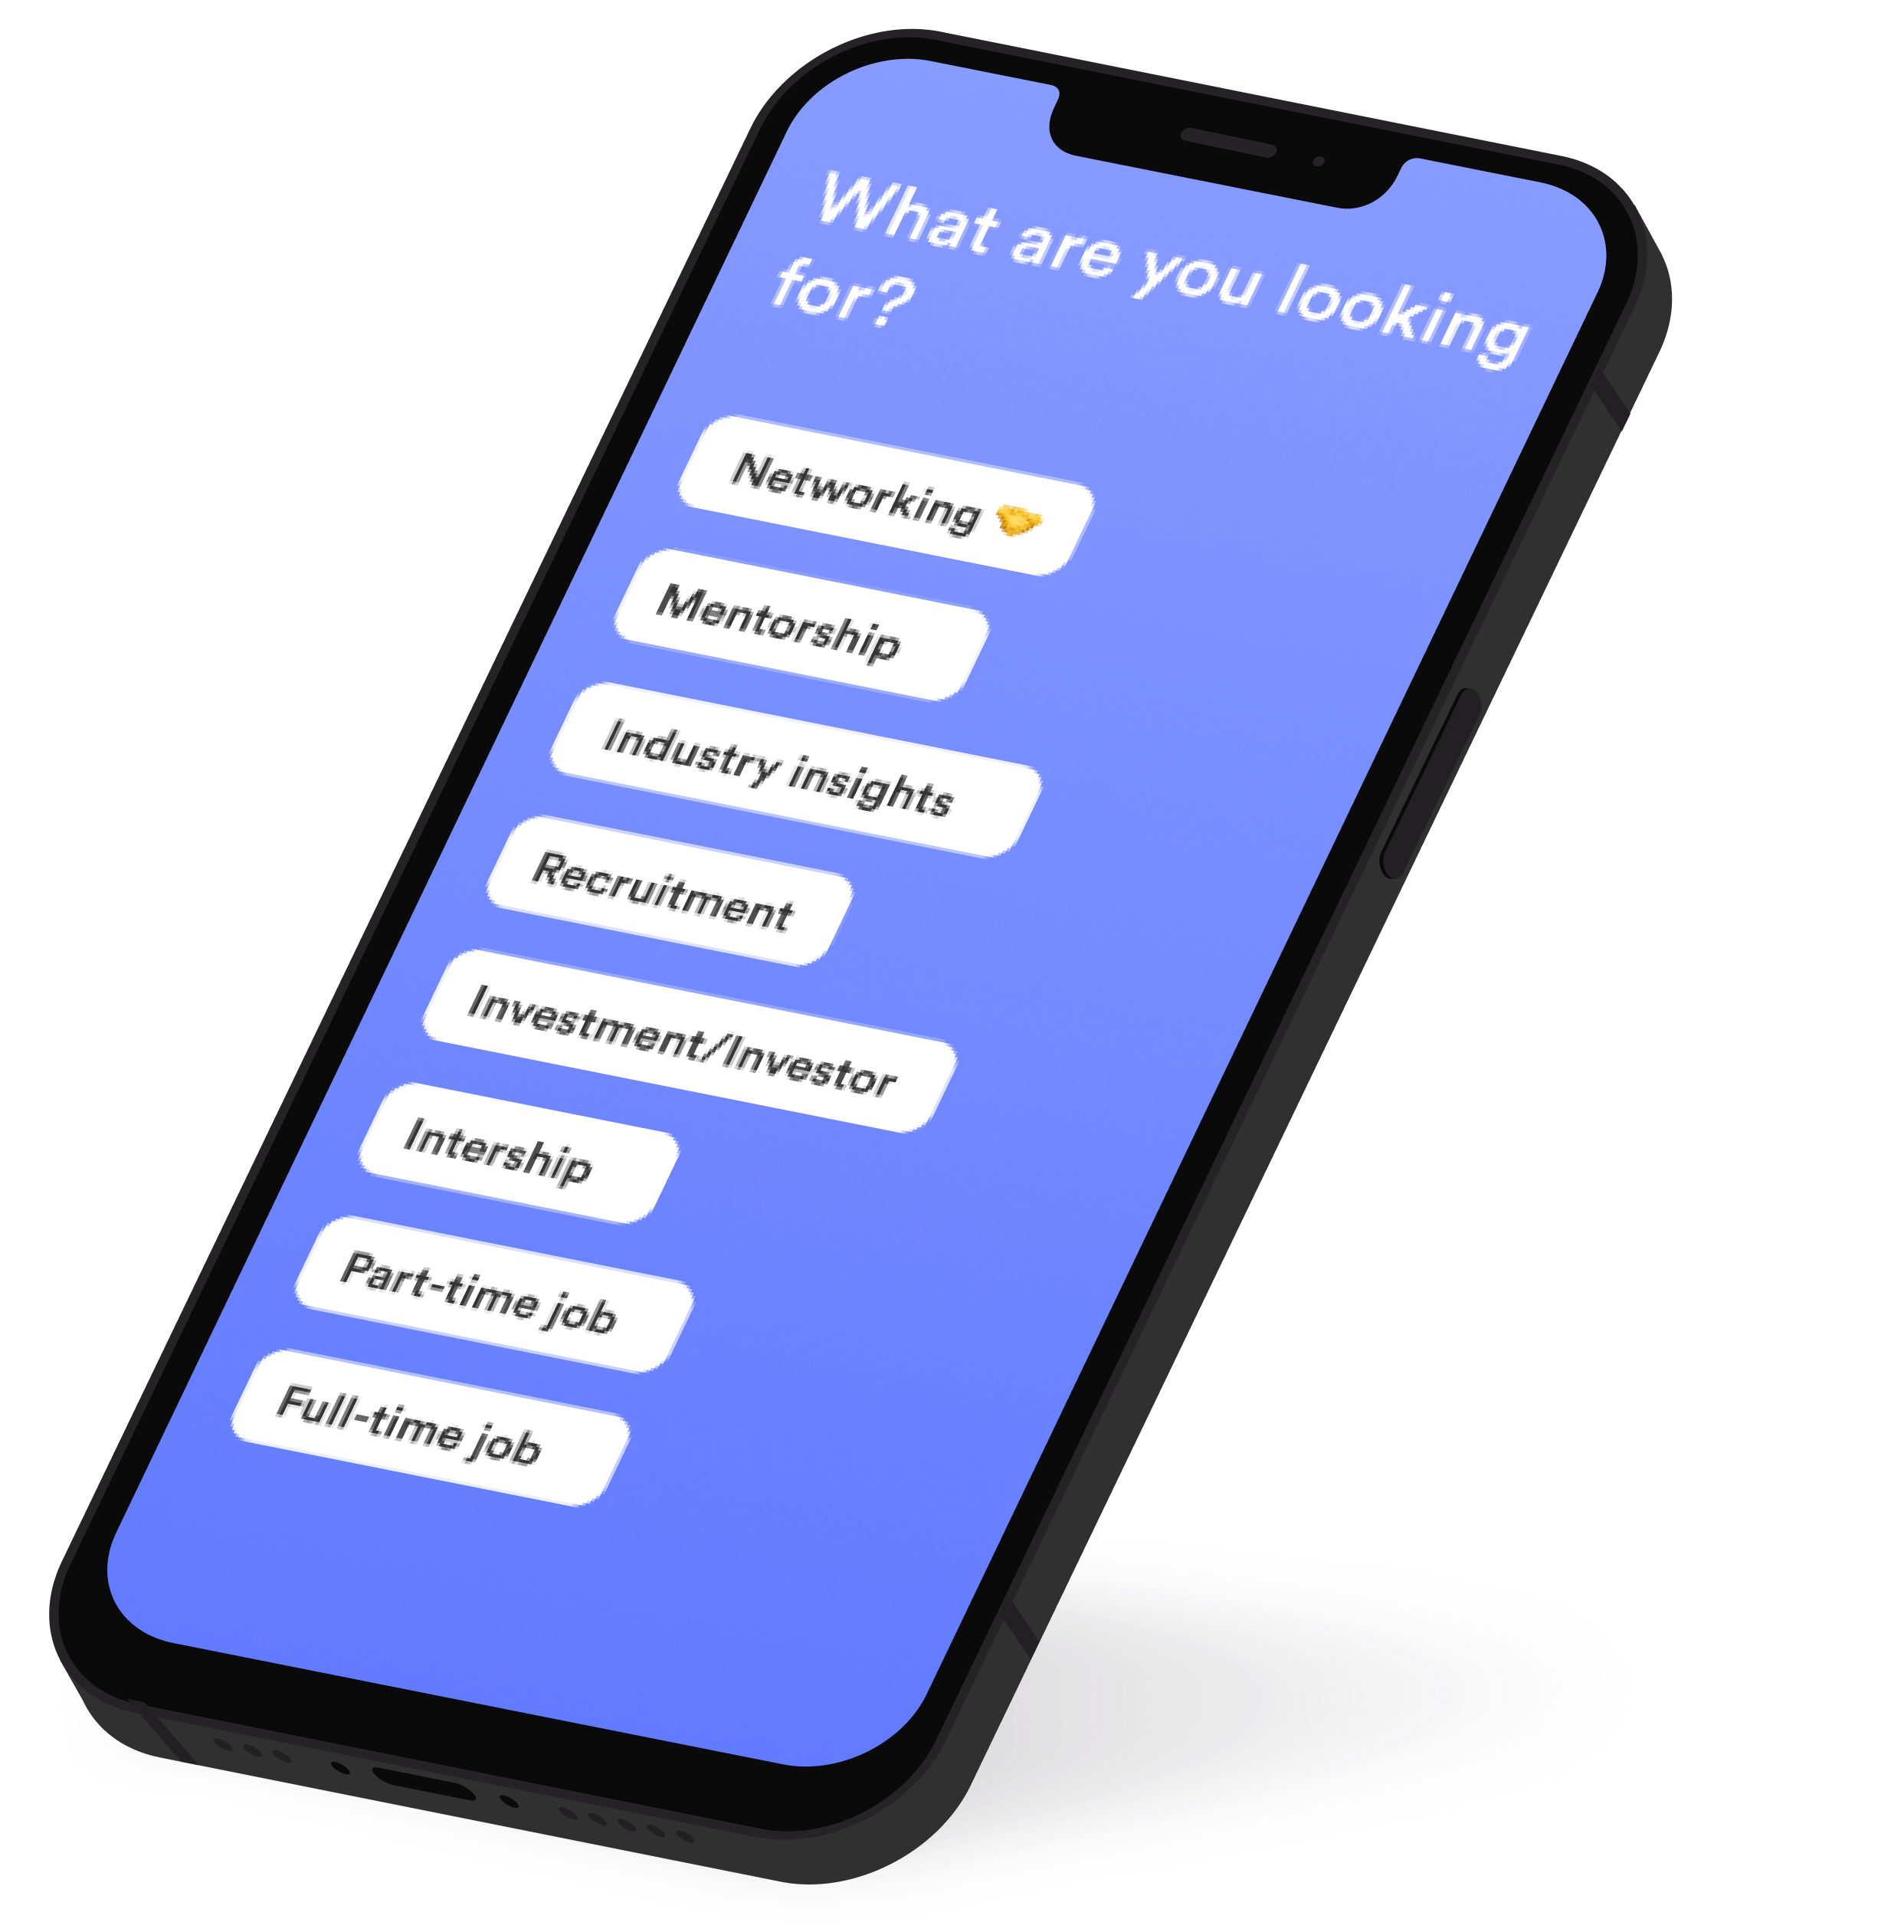 What are you looking
for?
Networking 🤝
Mentorship
Industry insights
Recruitment
Investment/Investor
Intership
Part-time job
Full-time job